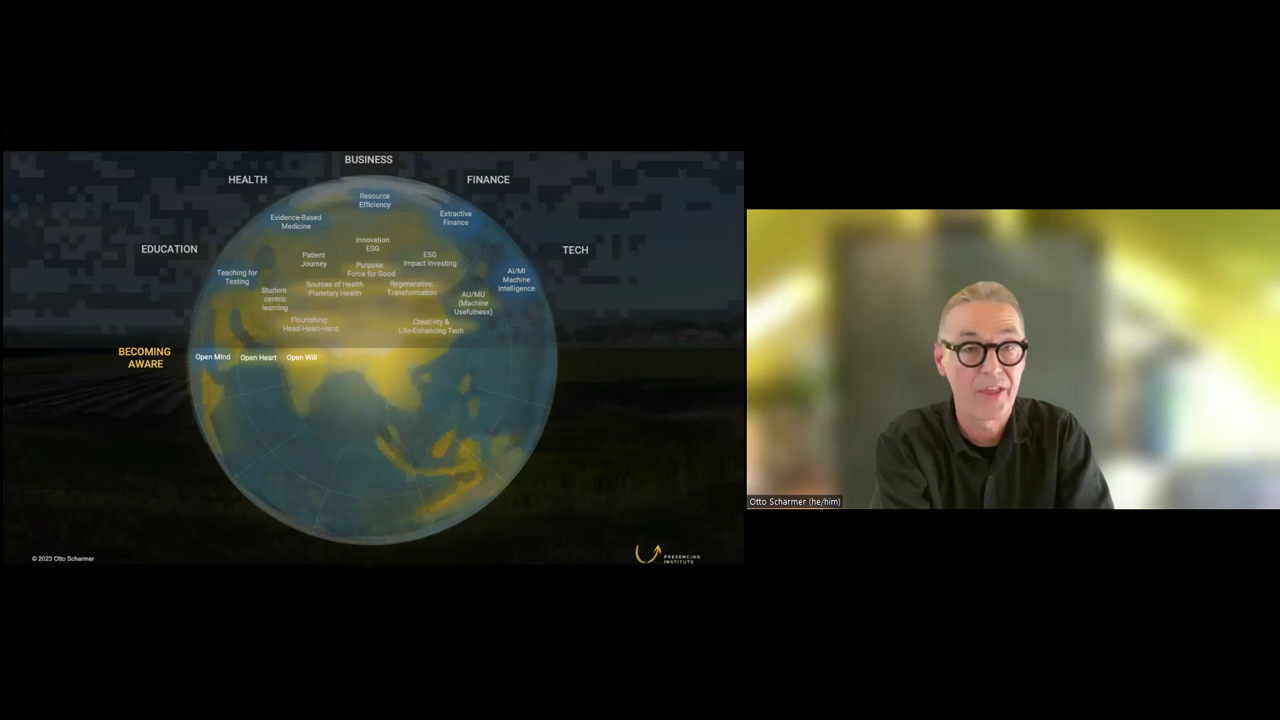 BUSINESS
HEALTH
FINANCE
Resource
Efficiency
Evidence-Based
Medicine
Extractive
Finance
EDUCATION
TECH
Innovation
ESG
Patient
Journey
ESG
Impact Investing
Purpose:
Force for Good
Teaching for
Testing
AI/MI
Machine
Intelligence
Sources of Health
Planetary Health
Regenerative:
Transformation
Student-
centric
learning
AU/MU
(Machine
Usefulness)
Flourishing:
Head-Heart-Hand
Creativity &
Life-Enhancing Tech
BECOMING
AWARE
Open MInd
Open Heart
Open Will
Otto Scharmer (he/him)
© 2023 Otto Scharmer
PRESENCING
INSTITUTE